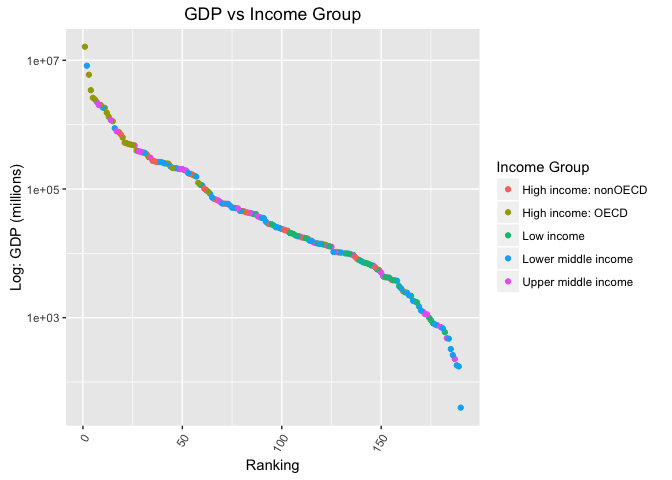 GDP vs Income Group
Log: GDP (millions)
1e+07
1e+05
1e+03
0
50
100
150
Ranking
Income Group
High income: nonOECD
High income: OECD
Low income
Lower middle income
Upper middle income